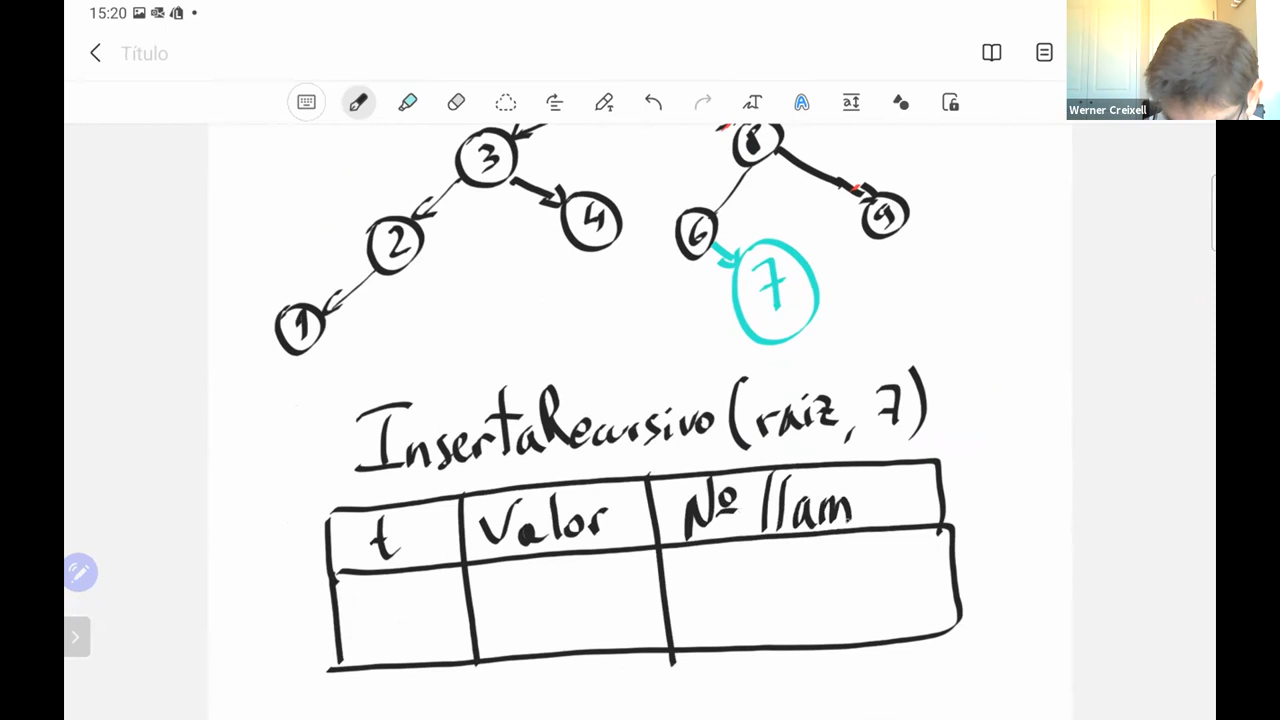 15:20
Título
Werner Creixell
3
8
2
4
6
9
7
1
InsertaRecursivo(raiz, 7)
t Valor Nº llam